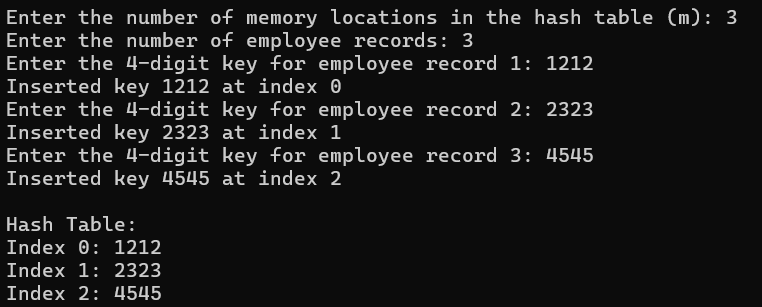 Enter the number of memory locations in the hash table (m): 3
Enter the number of employee records: 3
Enter the 4-digit key for employee record 1: 1212
Inserted key 1212 at index 0
Enter the 4-digit key for employee record 2: 2323
Inserted key 2323 at index 1
Enter the 4-digit key for employee record 3: 4545
Inserted key 4545 at index 2
Hash Table:
Index 0: 1212
Index 1: 2323
Index 2: 4545